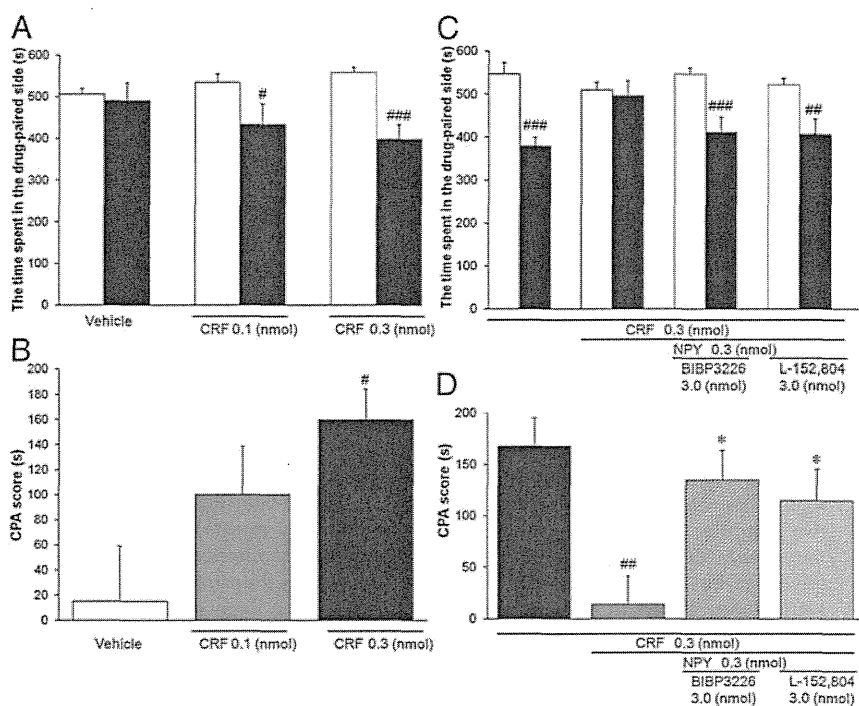 A
The time spent in the drug-paired side (s)
600
500
400
300
200
100
0
#
###
Vehicle
CRF 0.1 (nmol)
CRF 0.3 (nmol)
B
CPA score (s)
200
180
160
140
120
100
80
60
40
20
0
#
Vehicle
CRF 0.1 (nmol)
CRF 0.3 (nmol)
C
The time spent in the drug-paired side (s)
600
500
400
300
200
100
0
###
###
##
CRF 0.3 (nmol)
NPY 0.3 (nmol)
BIBP3226
3.0 (nmol)
L-152,804
3.0 (nmol)
D
CPA score (s)
200
150
100
50
0
##
*
*
CRF 0.3 (nmol)
NPY 0.3 (nmol)
BIBP3226
3.0 (nmol)
L-152,804
3.0 (nmol)